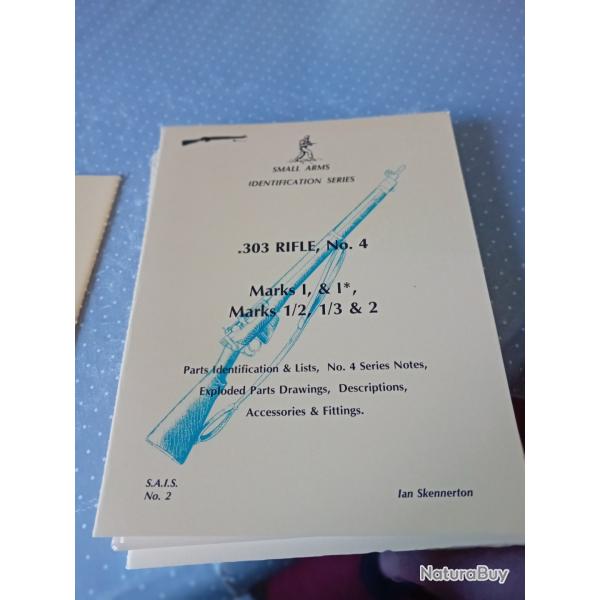 SMALL ARMS
IDENTIFICATION SERIES
.303 RIFLE, No. 4
Marks I, & I*,
Marks 1/2, 1/3 & 2
Parts Identification & Lists, No. 4 Series Notes,
Exploded Parts Drawings, Descriptions,
Accessories & Fittings.
S.A.I.S.
No. 2
Ian Skennerton
NaturaBuy